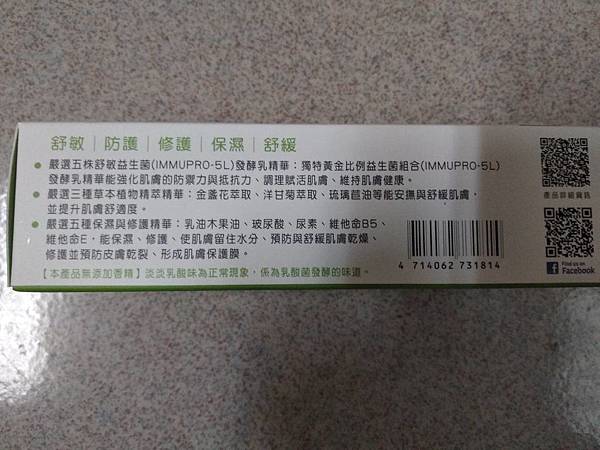 舒敏｜防護｜修護｜保濕｜舒緩
● 嚴選五株舒敏益生菌(IMMUPRO-5L)發酵乳精華：獨特黃金比例益生菌組合(IMMUPRO-5L)
發酵乳精華能強化肌膚的防禦力與抵抗力、調理賦活肌膚、維持肌膚健康。
● 嚴選三種草本植物精萃精華：金盞花萃取、洋甘菊萃取、琉璃苣油等能安撫與舒緩肌膚，
並提升肌膚舒適度。
● 嚴選五種保濕與修護精華：乳油木果油、玻尿酸、尿素、維他命B5、
維他命E，能保濕、修護、使肌膚留住水分、預防與舒緩肌膚乾燥、
修護並預防皮膚乾裂、形成肌膚保護膜。
【本產品無添加香精】淡淡乳酸味為正常現象，係為乳酸菌發酵的味道。
4 714062 731814
產品詳細資訊
Find us on
Facebook